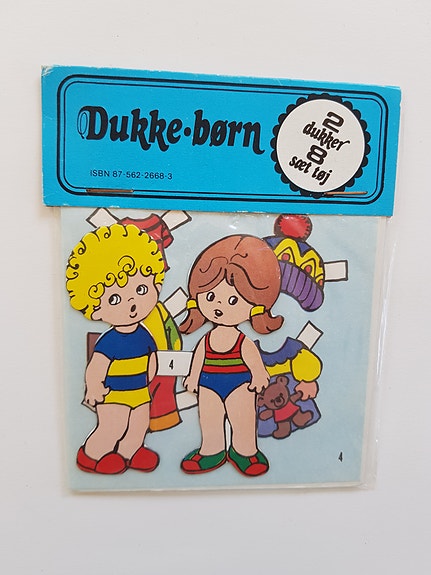 Dukke·børn
ISBN 87-562-2668-3
2
dukker
8
sæt tøj
4
4